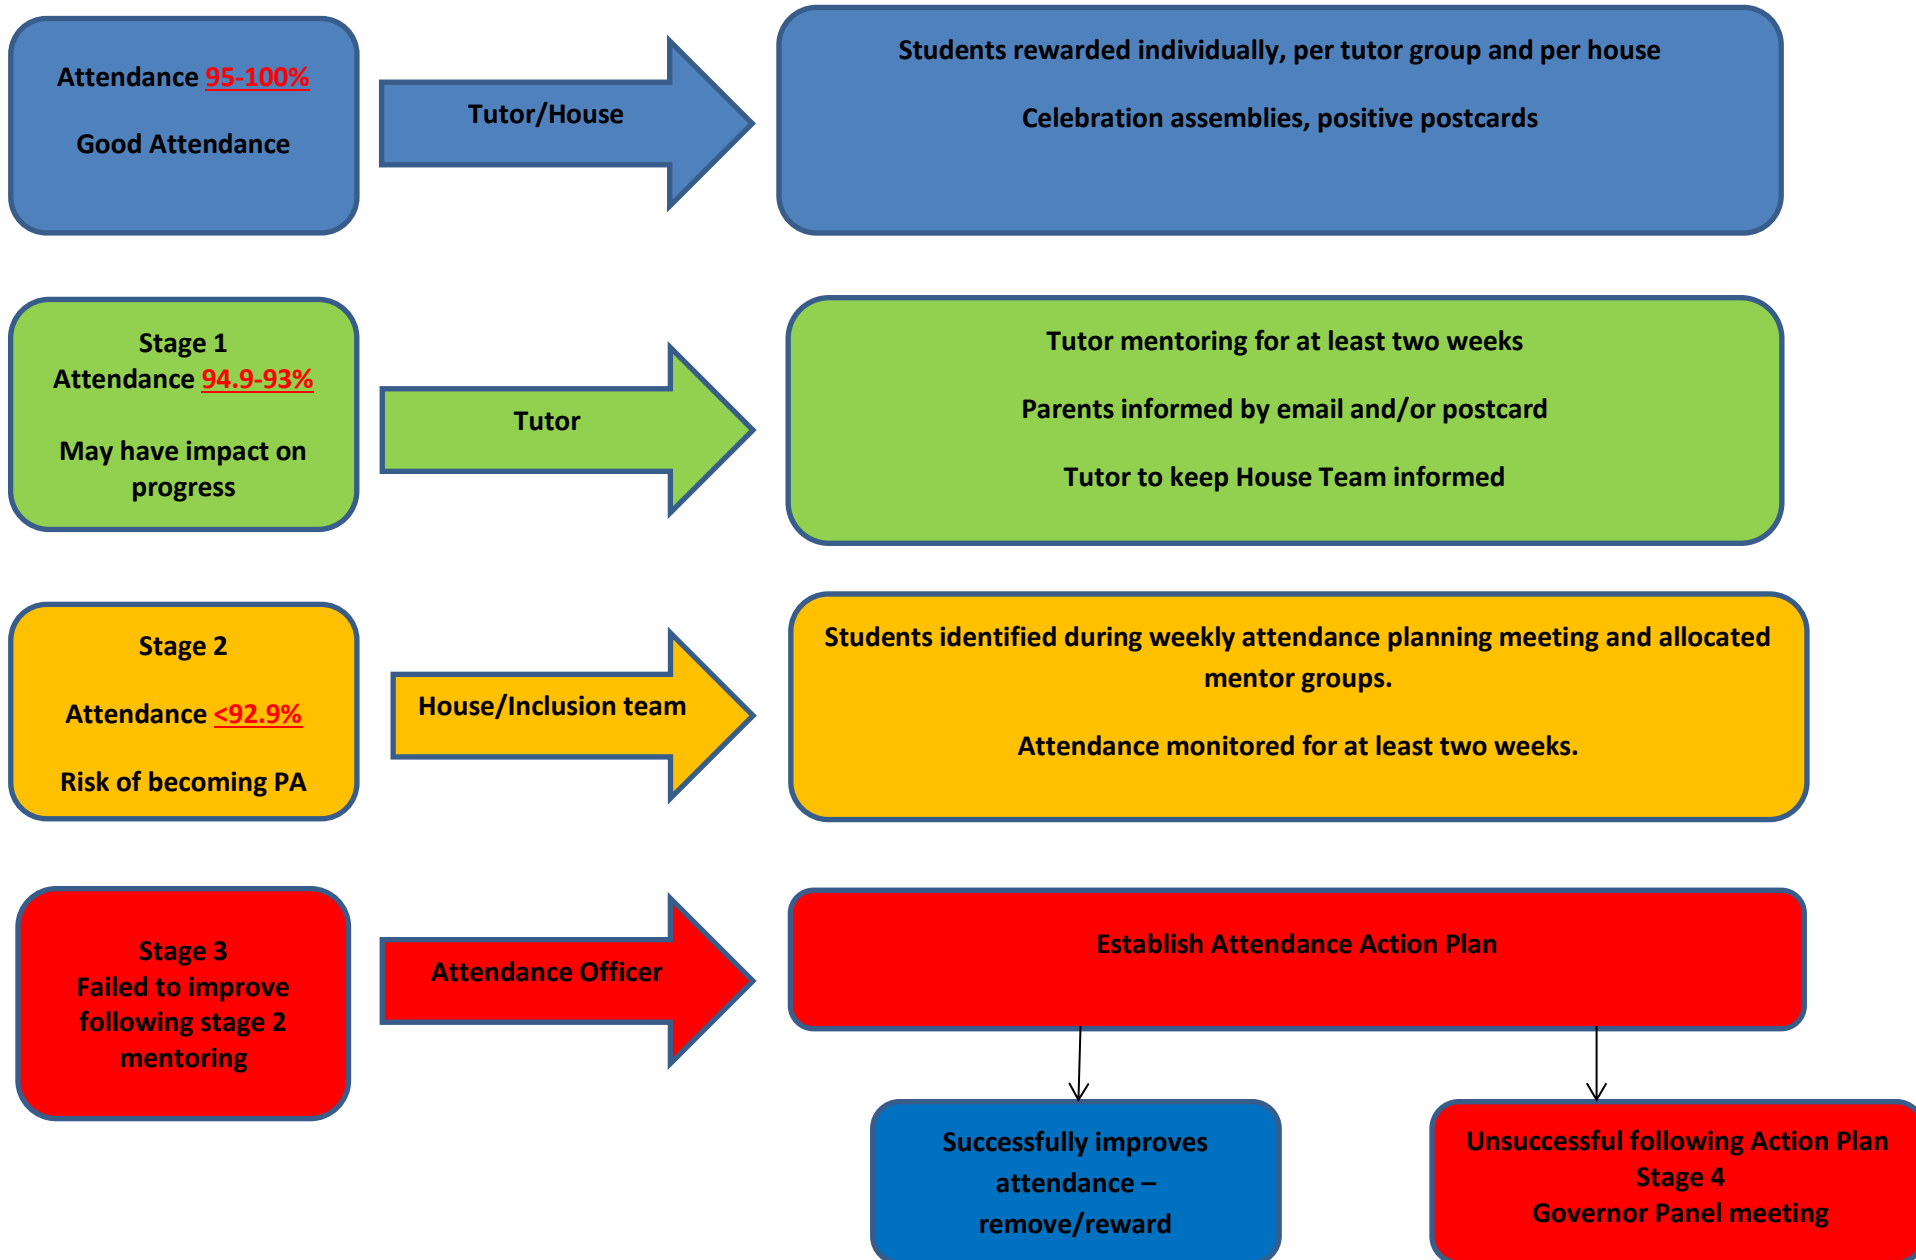 Attendance 95-100%
Good Attendance
Tutor/House
Students rewarded individually, per tutor group and per house
Celebration assemblies, positive postcards
Stage 1
Attendance 94.9-93%
May have impact on
progress
Tutor
Tutor mentoring for at least two weeks
Parents informed by email and/or postcard
Tutor to keep House Team informed
Stage 2
Attendance <92.9%
Risk of becoming PA
House/Inclusion team
Students identified during weekly attendance planning meeting and allocated
mentor groups.
Attendance monitored for at least two weeks.
Stage 3
Failed to improve
following stage 2
mentoring
Attendance Officer
Establish Attendance Action Plan
Successfully improves
attendance –
remove/reward
Unsuccessful following Action Plan
Stage 4
Governor Panel meeting